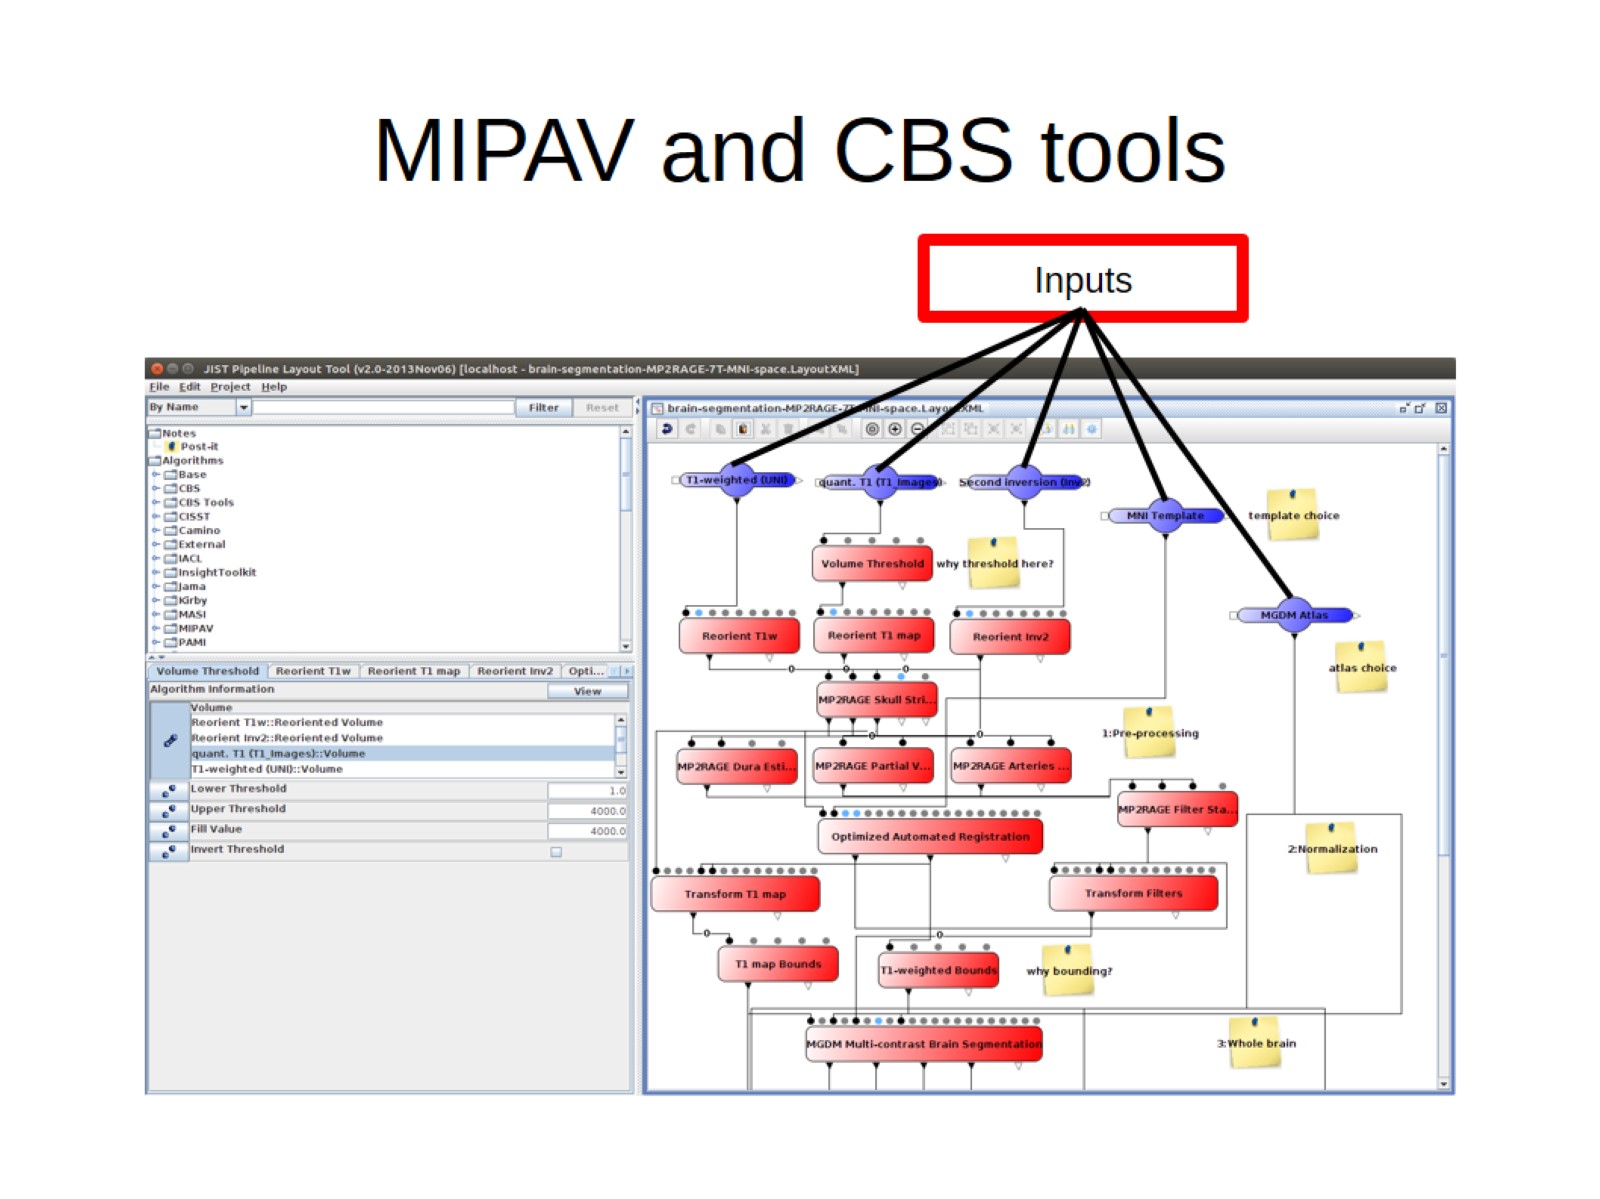 MIPAV and CBS tools
Inputs
JIST Pipeline Layout Tool (v2.0-2013Nov06) [localhost - brain-segmentation-MP2RAGE-7T-MNI-space.LayoutXML]
File Edit Project Help
By Name
Filter
Reset
Notes
Post-it
Algorithms
Base
CBS
CBS Tools
CISST
Camino
External
IACL
InsightToolkit
Jama
Kirby
MASI
MIPAV
PAMI
Volume Threshold
Reorient T1w
Reorient T1 map
Reorient Inv2
Opti...
Algorithm Information
View
Volume
Reorient T1w::Reoriented Volume
Reorient Inv2::Reoriented Volume
quant. T1 (T1_Images)::Volume
T1-weighted (UNI)::Volume
Lower Threshold 1.0
Upper Threshold 4000.0
Fill Value 4000.0
Invert Threshold
brain-segmentation-MP2RAGE-7T-MNI-space.LayoutXML
T1-weighted (UNI)
quant. T1 (T1_Images)
Second inversion (Inv2)
MNI Template
template choice
Volume Threshold
why threshold here?
MGDM Atlas
Reorient T1w
Reorient T1 map
Reorient Inv2
atlas choice
0 0 0
MP2RAGE Skull Stri...
1:Pre-processing
0 0
MP2RAGE Dura Esti...
MP2RAGE Partial V...
MP2RAGE Arteries ...
MP2RAGE Filter Sta...
Optimized Automated Registration
2:Normalization
Transform T1 map
Transform Filters
0 0
T1 map Bounds
T1-weighted Bounds
why bounding?
MGDM Multi-contrast Brain Segmentation
3:Whole brain